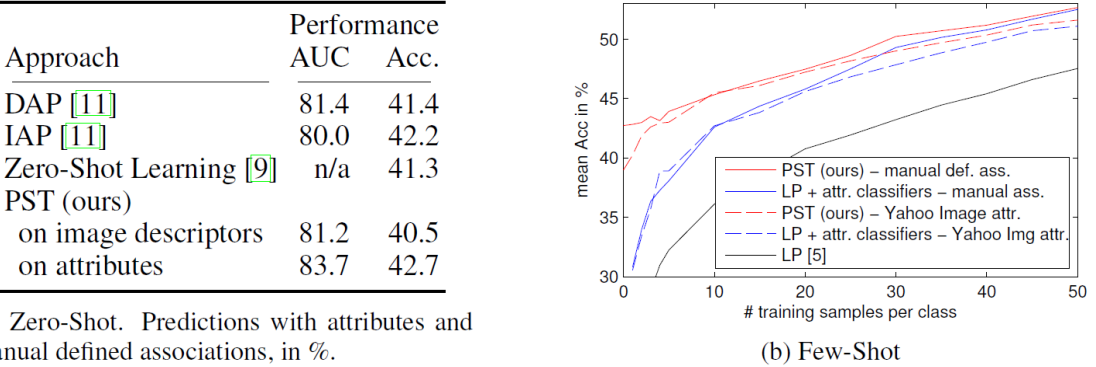 Performance
Approach AUC Acc.
DAP [11] 81.4 41.4
IAP [11] 80.0 42.2
Zero-Shot Learning [9] n/a 41.3
PST (ours)
on image descriptors 81.2 40.5
on attributes 83.7 42.7
Zero-Shot. Predictions with attributes and
anual defined associations, in %.
mean Acc in %
50
45
40
35
30
PST (ours) − manual def. ass.
LP + attr. classifiers − manual ass.
PST (ours) − Yahoo Image attr.
LP + attr. classifiers − Yahoo Img attr.
LP [5]
0 10 20 30 40 50
# training samples per class
(b) Few-Shot